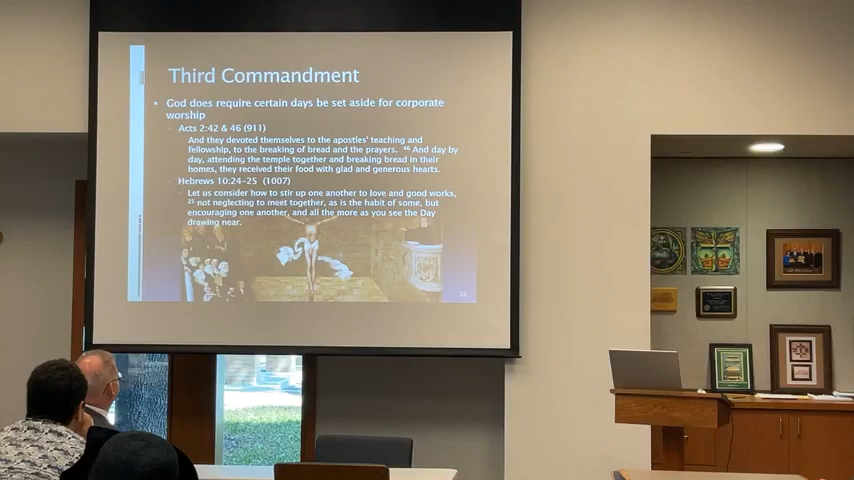 Third Commandment
▪ God does require certain days be set aside for corporate
worship
◦ Acts 2:42 & 46 (911)
◦ And they devoted themselves to the apostles' teaching and
fellowship, to the breaking of bread and the prayers. 46 And day by
day, attending the temple together and breaking bread in their
homes, they received their food with glad and generous hearts.
◦ Hebrews 10:24-25 (1007)
◦ Let us consider how to stir up one another to love and good works,
25 not neglecting to meet together, as is the habit of some, but
encouraging one another, and all the more as you see the Day
drawing near.